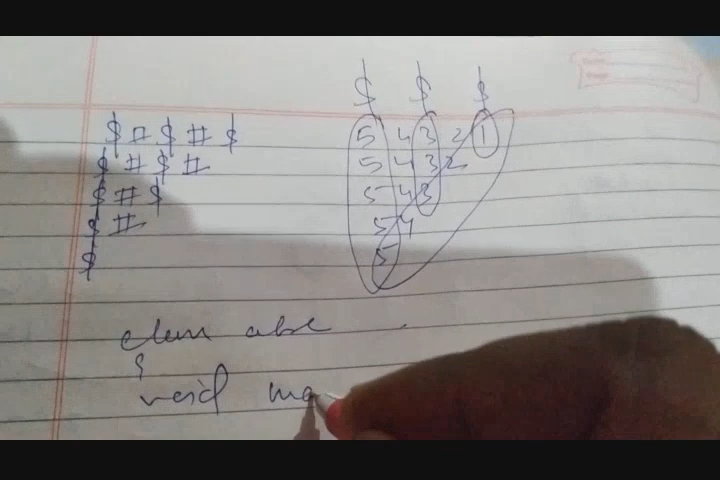 $ $ $
$ # $ # $ 5 4 3 2 1
$ # $ # 5 4 3 2
$ # $ 5 4 3
$ # 5 4
$ 5
class abc
{
void ma